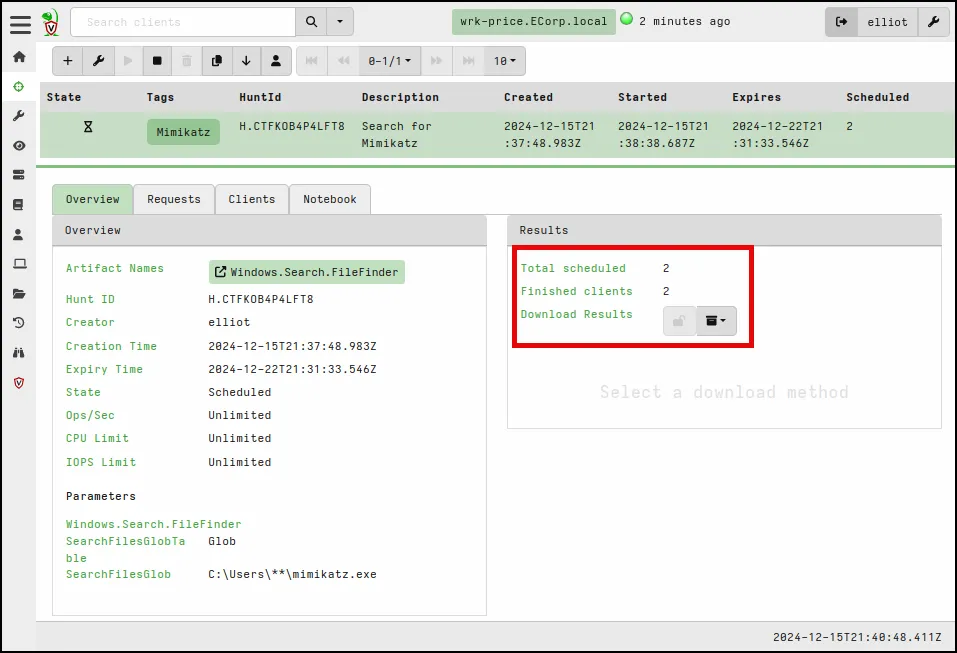 Search clients
wrk-price.ECorp.local 2 minutes ago
elliot
0-1/1
10
State Tags HuntId Description Created Started Expires Scheduled
Mimikatz H.CTFKOB4P4LFT8 Search for 2024-12-15T21 2024-12-15T21 2024-12-22T21 2
Mimikatz :37:48.983Z :38:38.687Z :31:33.546Z
Overview Requests Clients Notebook
Overview
Artifact Names Windows.Search.FileFinder
Hunt ID H.CTFKOB4P4LFT8
Creator elliot
Creation Time 2024-12-15T21:37:48.983Z
Expiry Time 2024-12-22T21:31:33.546Z
State Scheduled
Ops/Sec Unlimited
CPU Limit Unlimited
IOPS Limit Unlimited
Parameters
Windows.Search.FileFinder
SearchFilesGlobTa Glob
ble
SearchFilesGlob C:\Users\**\mimikatz.exe
Results
Total scheduled 2
Finished clients 2
Download Results
Select a download method
2024-12-15T21:40:48.411Z